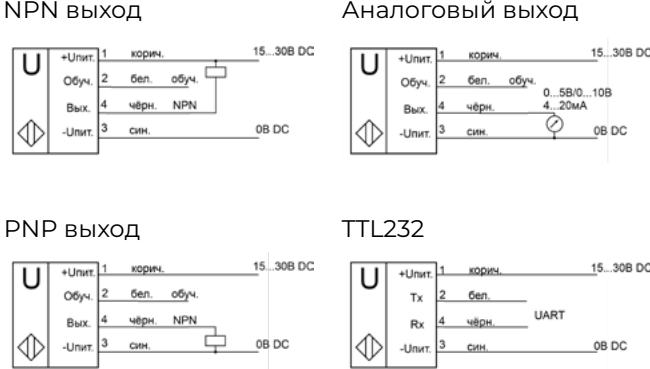 NPN выход
U
+Uпит. 1 корич. 15...30В DC
Обуч. 2 бел. обуч.
Вых. 4 чёрн. NPN
-Uпит. 3 син. 0В DC
Аналоговый выход
U
+Uпит. 1 корич. 15...30В DC
Обуч. 2 бел. обуч.
0...5В/0...10В
Вых. 4 чёрн. 4...20мА
-Uпит. 3 син. 0В DC
PNP выход
U
+Uпит. 1 корич. 15...30В DC
Обуч. 2 бел. обуч.
Вых. 4 чёрн. NPN
-Uпит. 3 син. 0В DC
TTL232
U
+Uпит. 1 корич. 15...30В DC
Tx 2 бел.
UART
Rx 4 чёрн.
-Uпит. 3 син. 0В DC